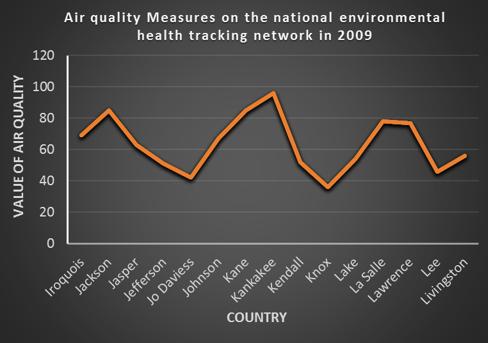 Air quality Measures on the national environmental
health tracking network in 2009
VALUE OF AIR QUALITY
120
100
80
60
40
20
0
Iroquois
Jackson
Jasper
Jefferson
Jo Daviess
Johnson
Kane
Kankakee
Kendall
Knox
Lake
La Salle
Lawrence
Lee
Livingston
COUNTRY